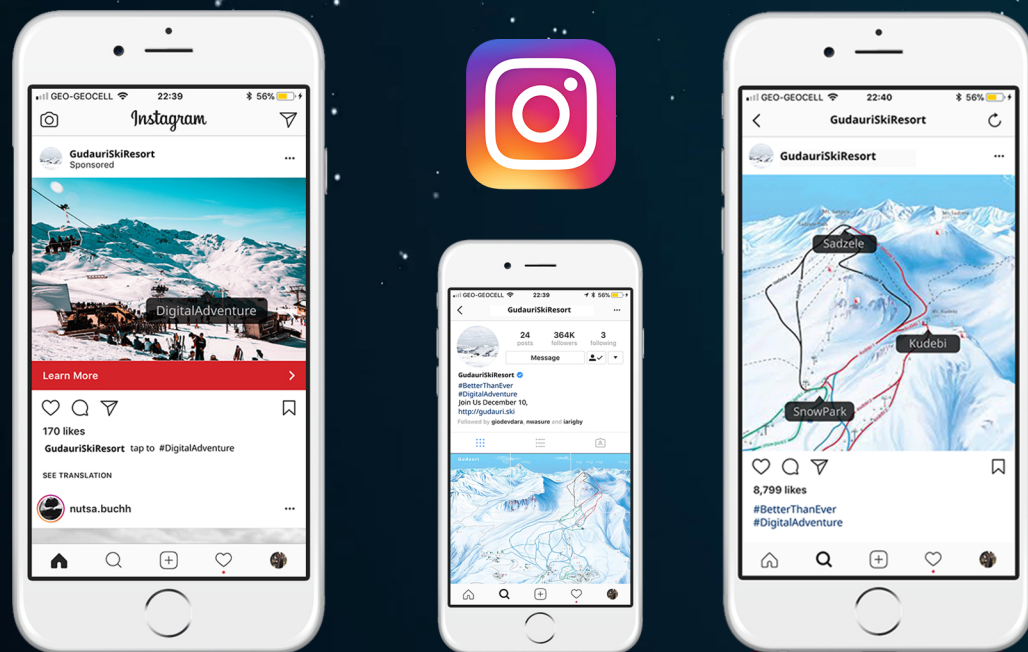 GEO-GEOCELL 22:39 56%
Instagram
GudauriSkiResort
Sponsored
DigitalAdventure
Learn More
170 likes
GudauriSkiResort tap to #DigitalAdventure
SEE TRANSLATION
nutsa.buchh
GEO-GEOCELL 22:39 56%
GudauriSkiResort
24 364K 3
posts followers following
Message
GudauriSkiResort
#BetterThanEver
#DigitalAdventure
Join Us December 10,
http://gudauri.ski
Followed by giodevdara, nwasure and iarigby
Gudauri
GEO-GEOCELL 22:40 56%
GudauriSkiResort
GudauriSkiResort
Sadzele
Kudebi
SnowPark
8,799 likes
#BetterThanEver
#DigitalAdventure